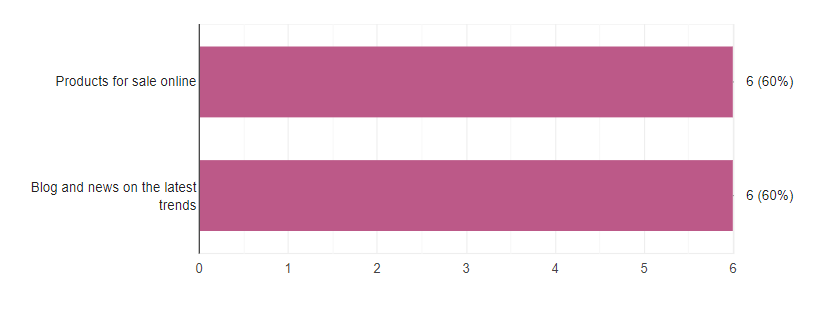 Products for sale online
6 (60%)
Blog and news on the latest
trends
6 (60%)
0 1 2 3 4 5 6